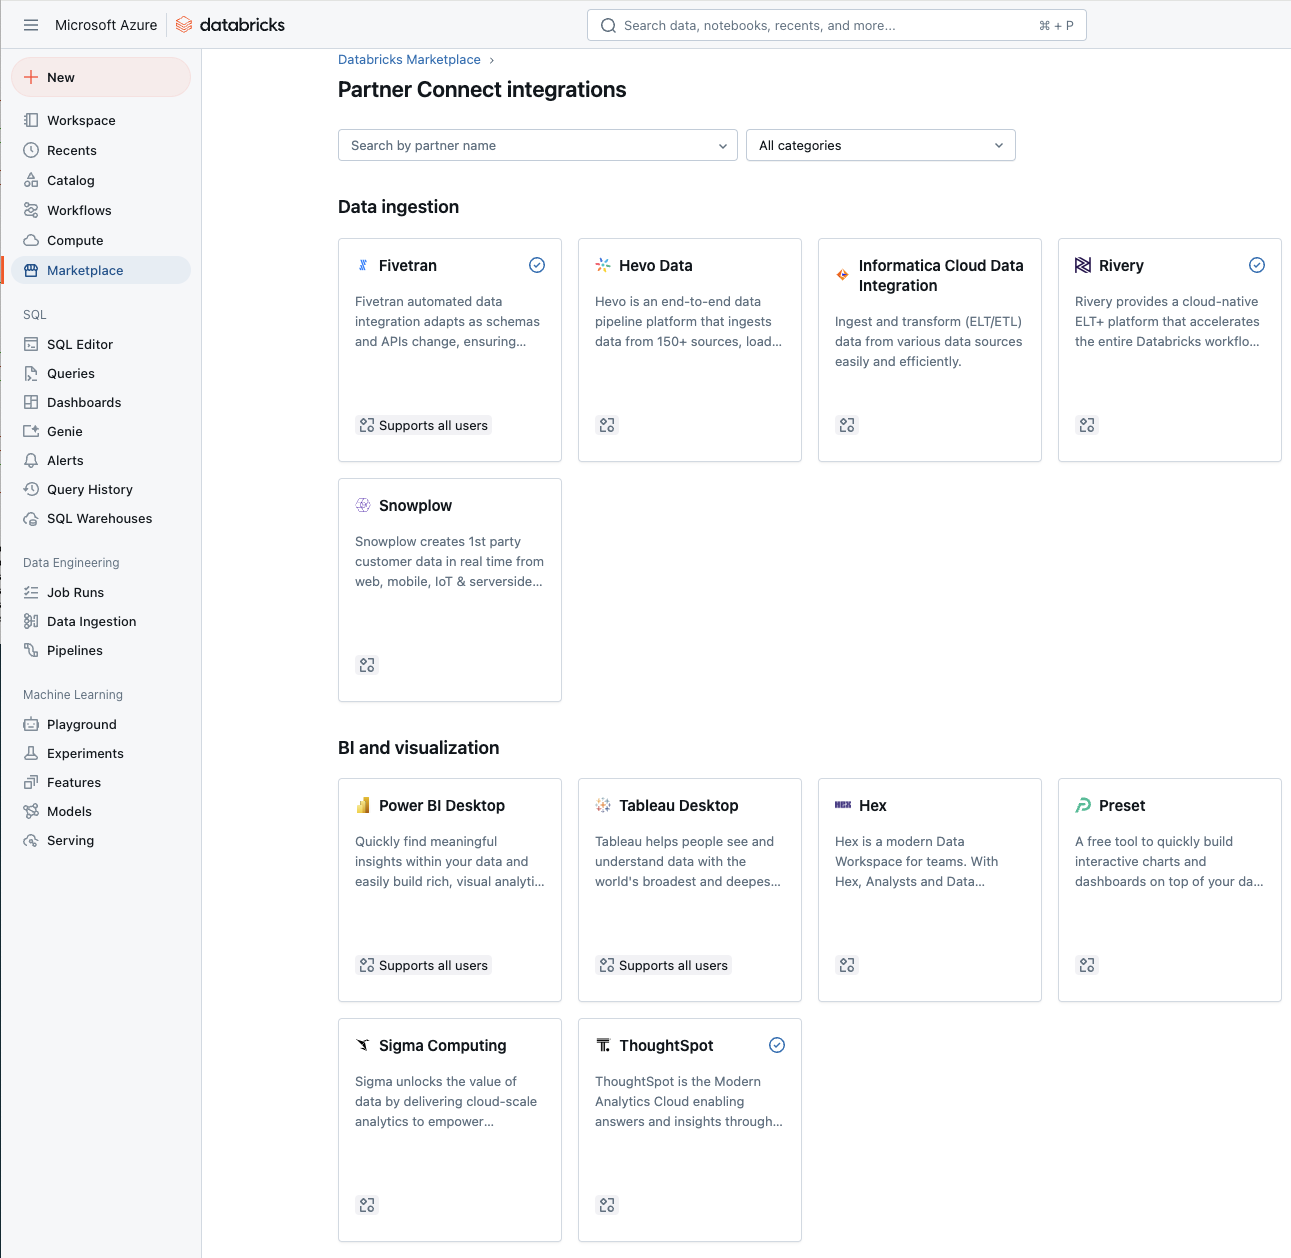 Microsoft Azure
databricks
Search data, notebooks, recents, and more...
⌘ + P
New
Workspace
Recents
Catalog
Workflows
Compute
Marketplace
SQL
SQL Editor
Queries
Dashboards
Genie
Alerts
Query History
SQL Warehouses
Data Engineering
Job Runs
Data Ingestion
Pipelines
Machine Learning
Playground
Experiments
Features
Models
Serving
Databricks Marketplace ›
Partner Connect integrations
Search by partner name
All categories
Data ingestion
Fivetran
Fivetran automated data
integration adapts as schemas
and APIs change, ensuring...
Supports all users
Hevo Data
Hevo is an end-to-end data
pipeline platform that ingests
data from 150+ sources, load...
Informatica Cloud Data
Integration
Ingest and transform (ELT/ETL)
data from various data sources
easily and efficiently.
Rivery
Rivery provides a cloud-native
ELT+ platform that accelerates
the entire Databricks workflo...
Snowplow
Snowplow creates 1st party
customer data in real time from
web, mobile, IoT & serverside...
BI and visualization
Power BI Desktop
Quickly find meaningful
insights within your data and
easily build rich, visual analyti...
Supports all users
Tableau Desktop
Tableau helps people see and
understand data with the
world's broadest and deepes...
Supports all users
HEX
Hex
Hex is a modern Data
Workspace for teams. With
Hex, Analysts and Data...
Preset
A free tool to quickly build
interactive charts and
dashboards on top of your da...
Sigma Computing
Sigma unlocks the value of
data by delivering cloud-scale
analytics to empower...
ThoughtSpot
ThoughtSpot is the Modern
Analytics Cloud enabling
answers and insights through...